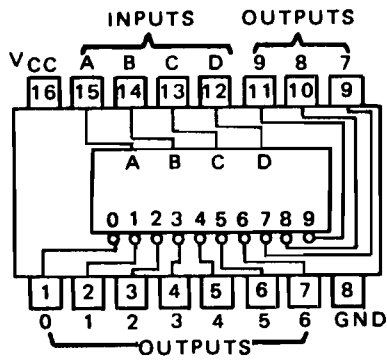 INPUTS OUTPUTS
VCC A B C D 9 8 7
16 15 14 13 12 11 10 9
A B C D
0 1 2 3 4 5 6 7 8 9
1 2 3 4 5 6 7 8
0 1 2 3 4 5 6 GND
OUTPUTS